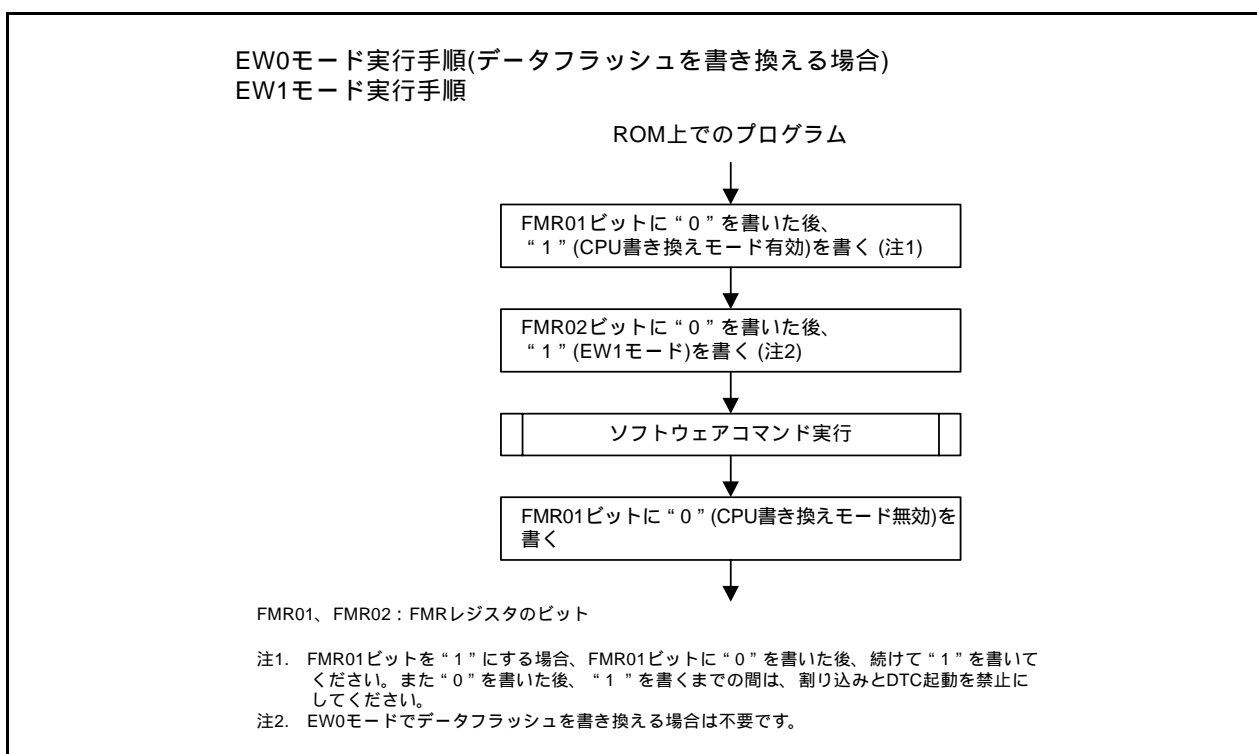 EW0モード実行手順(データフラッシュを書き換える場合)
EW1モード実行手順
ROM上でのプログラム
FMR01ビットに“0”を書いた後、
“1”(CPU書き換えモード有効)を書く(注1)
FMR02ビットに“0”を書いた後、
“1”(EW1モード)を書く(注2)
ソフトウェアコマンド実行
FMR01ビットに“0”(CPU書き換えモード無効)を
書く
FMR01、FMR02：FMRレジスタのビット
注1. FMR01ビットを“1”にする場合、FMR01ビットに“0”を書いた後、続けて“1”を書いて
ください。また“0”を書いた後、“1”を書くまでの間は、割り込みとDTC起動を禁止に
してください。
注2. EW0モードでデータフラッシュを書き換える場合は不要です。